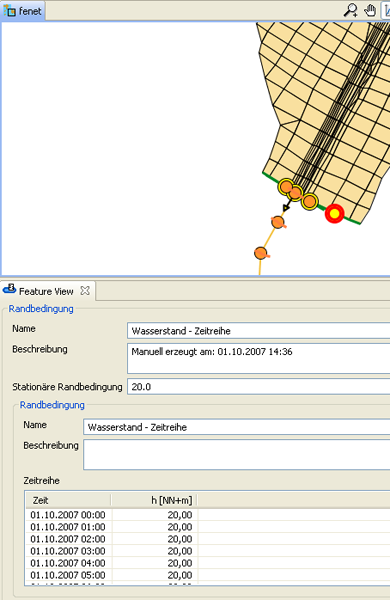 fenet
Feature View
Randbedingung
Name Wasserstand - Zeitreihe
Beschreibung Manuell erzeugt am: 01.10.2007 14:36
Stationäre Randbedingung 20.0
Randbedingung
Name Wasserstand - Zeitreihe
Beschreibung
Zeitreihe
Zeit h [NN+m]
01.10.2007 00:00 20,00
01.10.2007 01:00 20,00
01.10.2007 02:00 20,00
01.10.2007 03:00 20,00
01.10.2007 04:00 20,00
01.10.2007 05:00 20,00